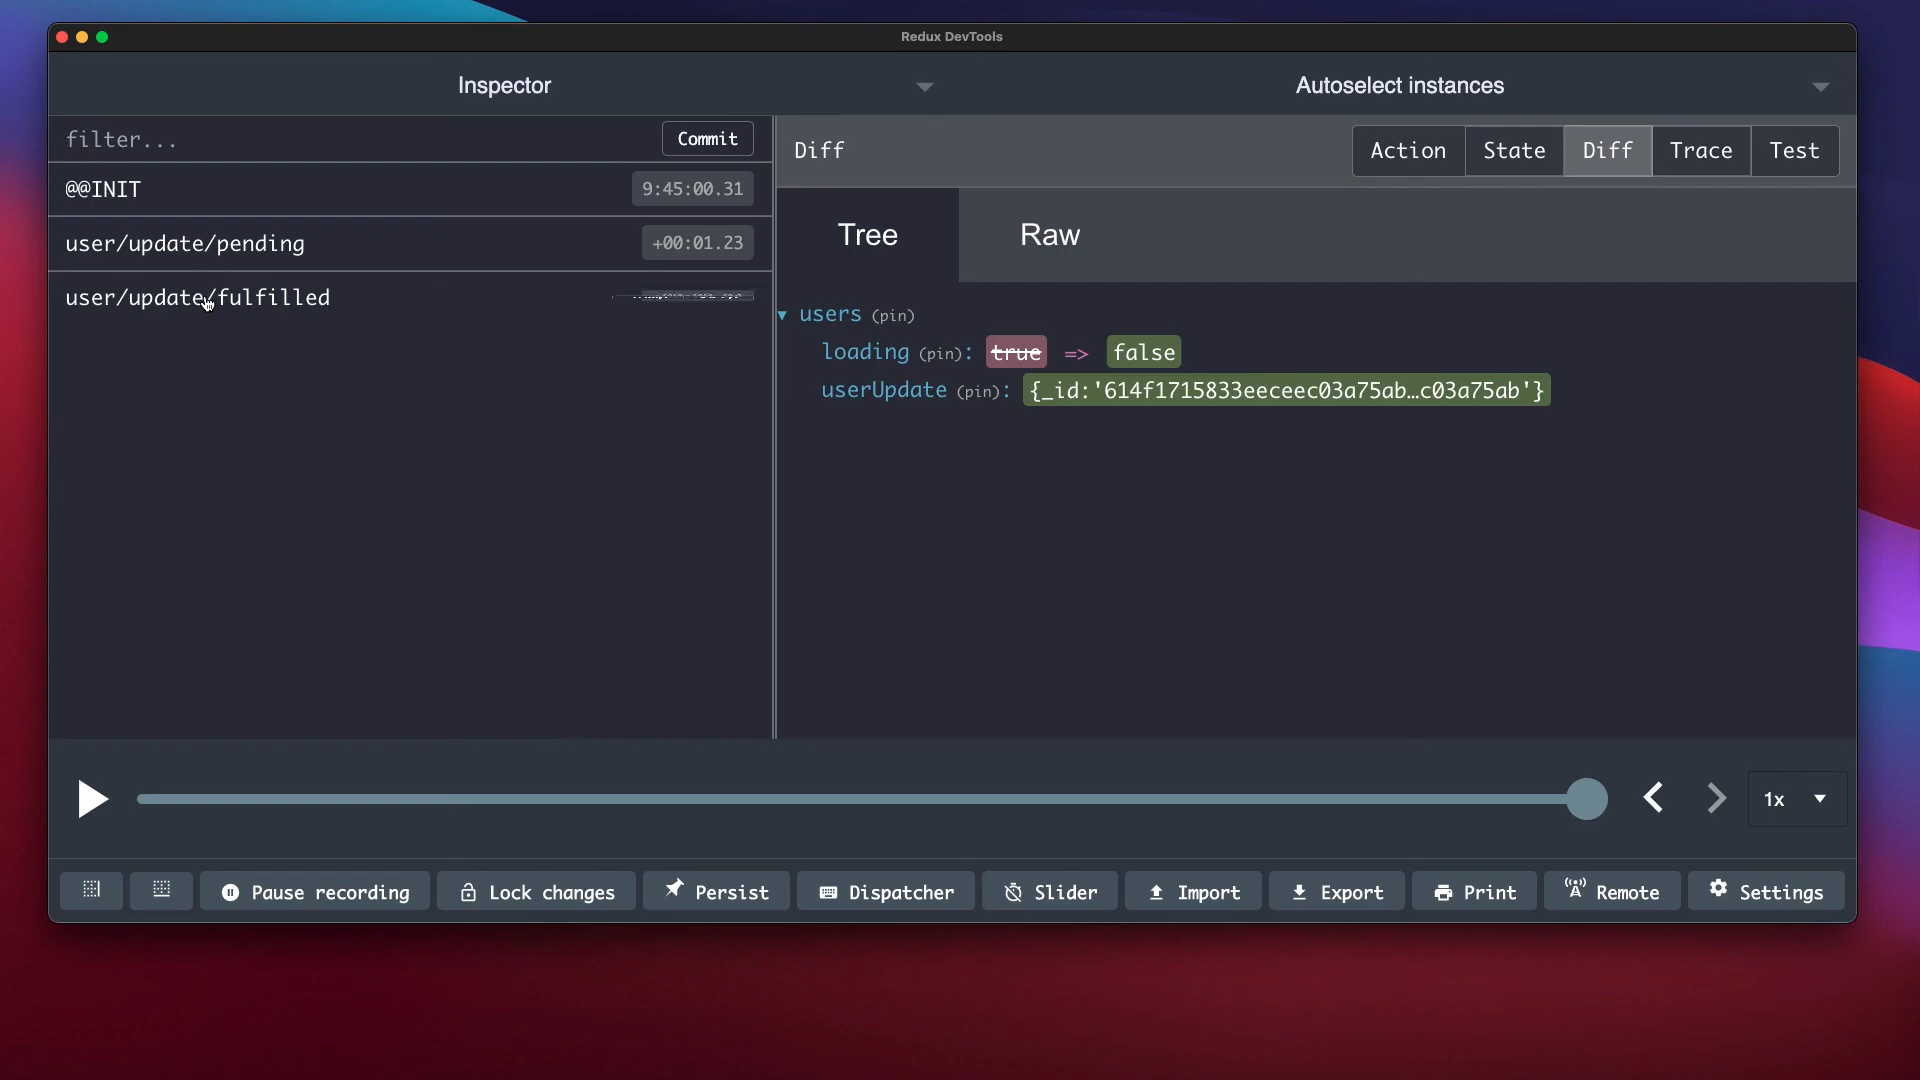 Redux DevTools
Inspector
Autoselect instances
filter...
Commit
Diff
Action
State
Diff
Trace
Test
@@INIT
9:45:00.31
user/update/pending
+00:01.23
user/update/fulfilled
Tree
Raw
users (pin)
loading (pin): true => false
userUpdate (pin): {_id:'614f1715833eeceec03a75ab…c03a75ab'}
1x
Pause recording
Lock changes
Persist
Dispatcher
Slider
Import
Export
Print
Remote
Settings